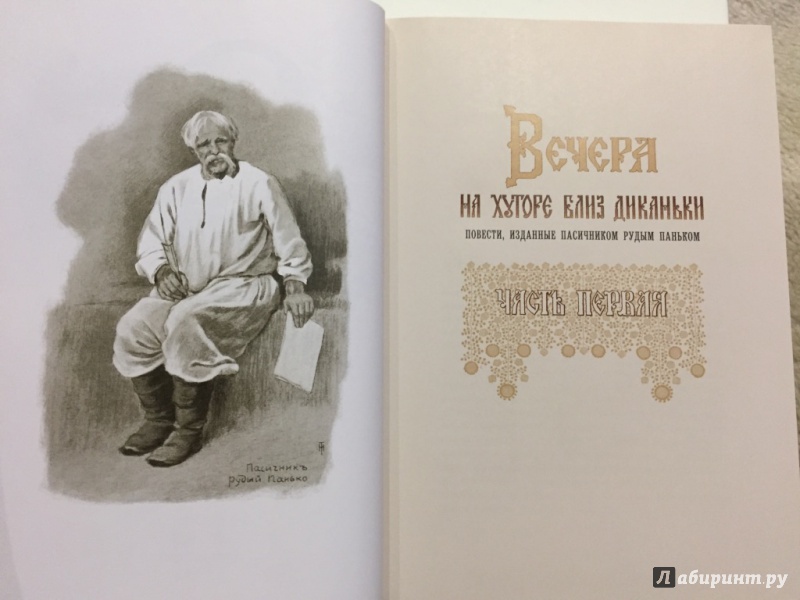 Пасичникъ
рудый Панько
Вечера
на хуторе близ Диканьки
повести, изданные пасичником Рудым Паньком
Часть первая
Лабиринт.ру